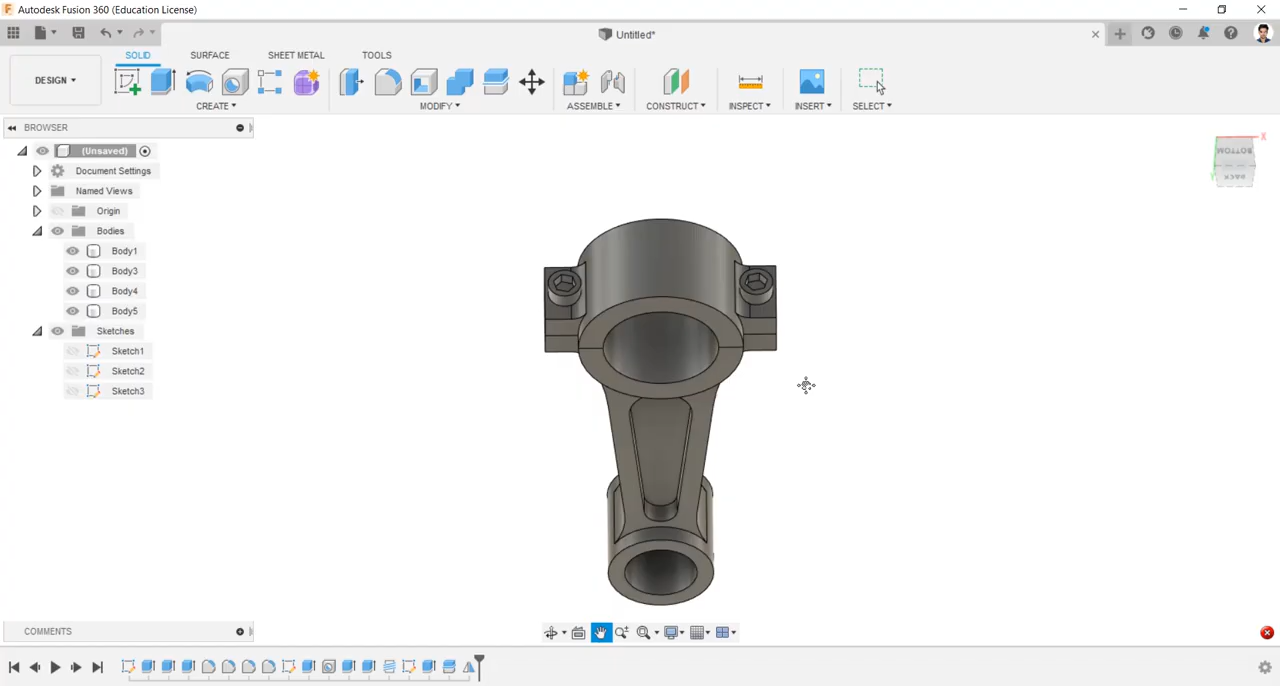 Autodesk Fusion 360 (Education License)
Untitled*
SOLID SURFACE SHEET METAL TOOLS
DESIGN
CREATE MODIFY ASSEMBLE CONSTRUCT INSPECT INSERT SELECT
BROWSER
(Unsaved)
Document Settings
Named Views
Origin
Bodies
Body1
Body3
Body4
Body5
Sketches
Sketch1
Sketch2
Sketch3
X
BOTTOM
Y
BACK
COMMENTS